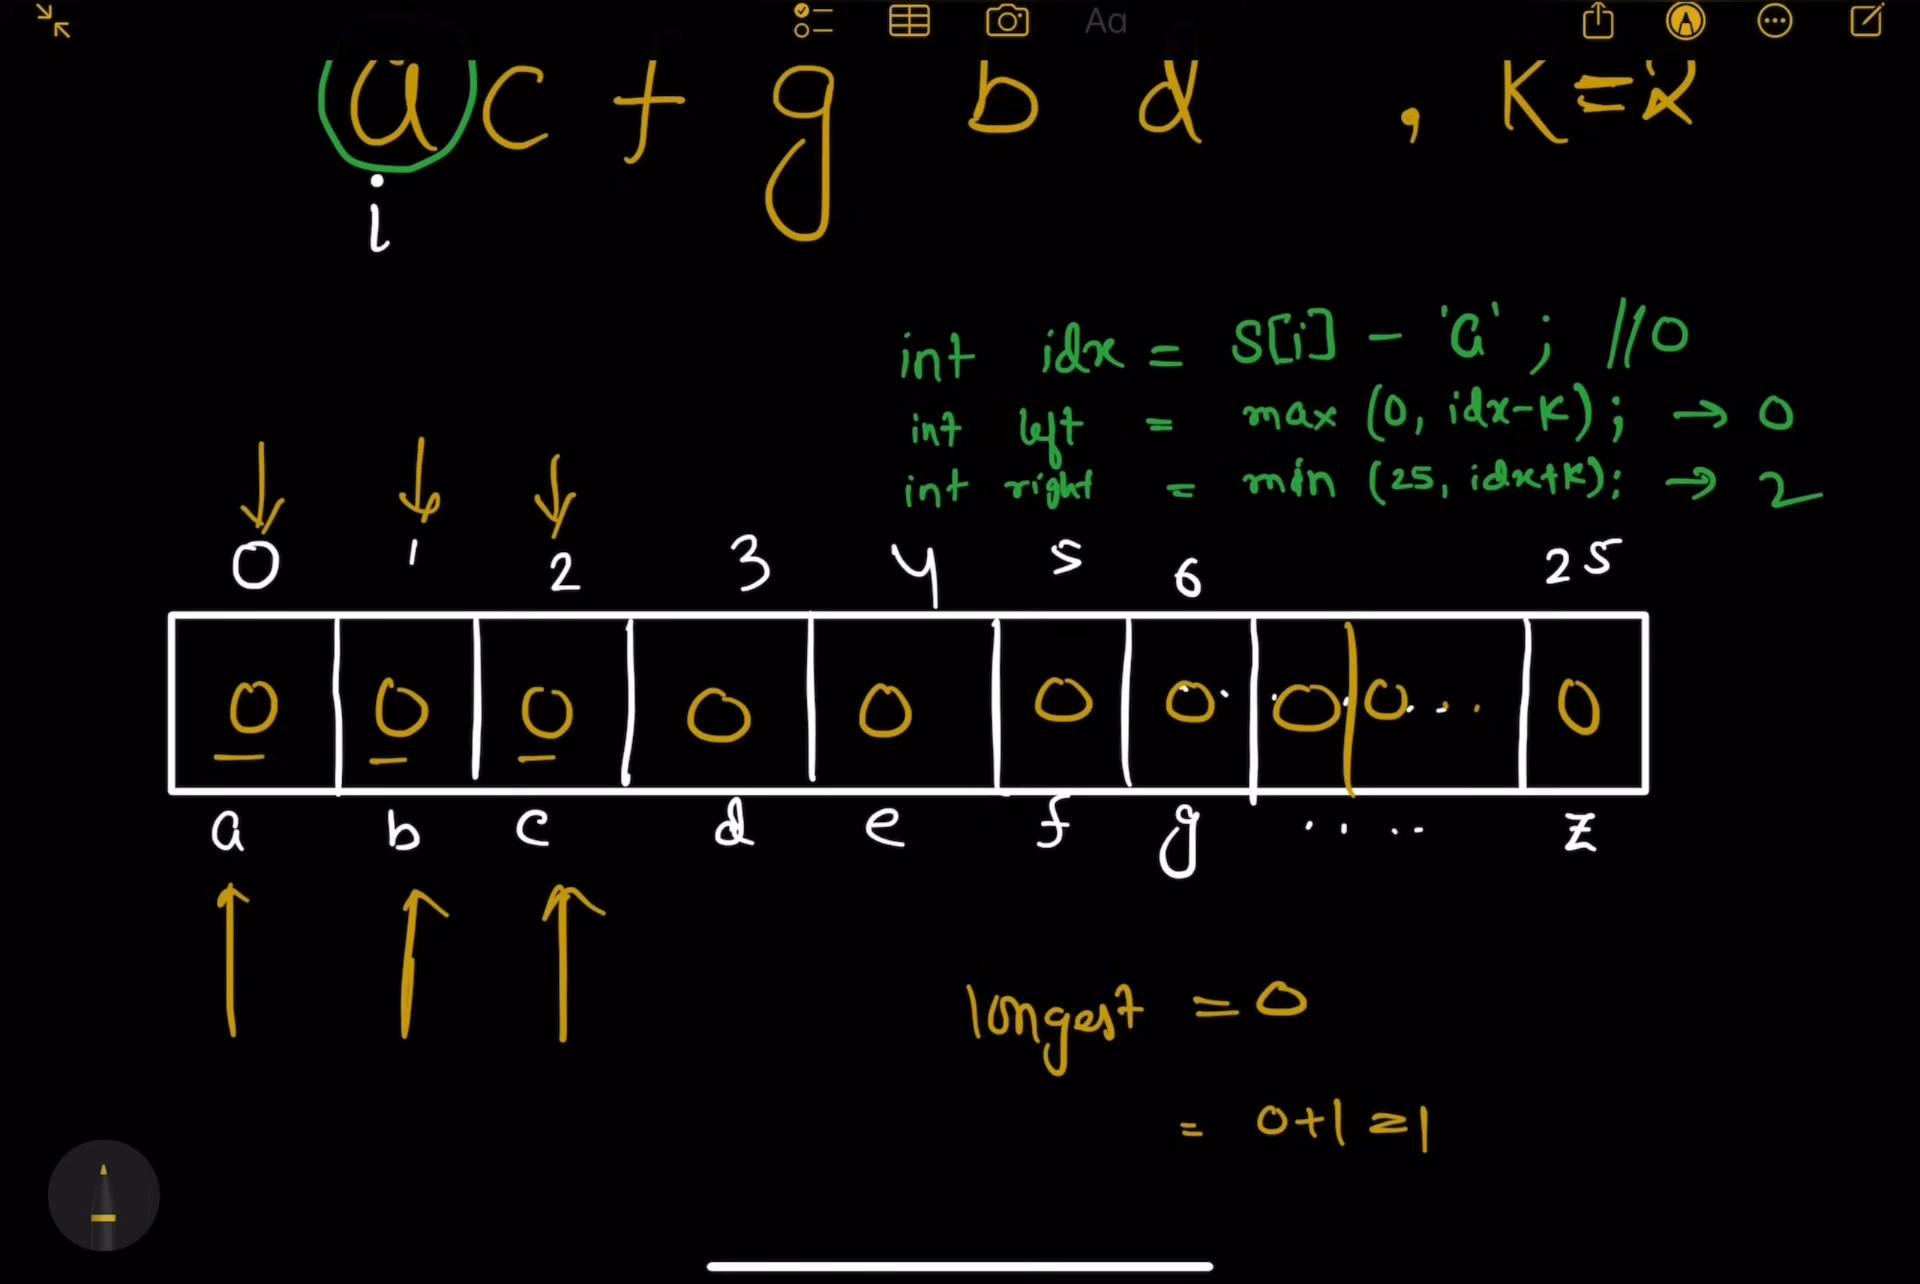 Aa
a c f g b d , K=2
i
int idx = S[i] - 'a' ; //0
int left = max (0, idx-K) ; → 0
int right = min (25, idx+K); → 2
0 1 2 3 4 5 6 25
0 0 0 0 0 0 0 0 0... 0
a b c d e f g .... z
longest = 0
= 0+1=1